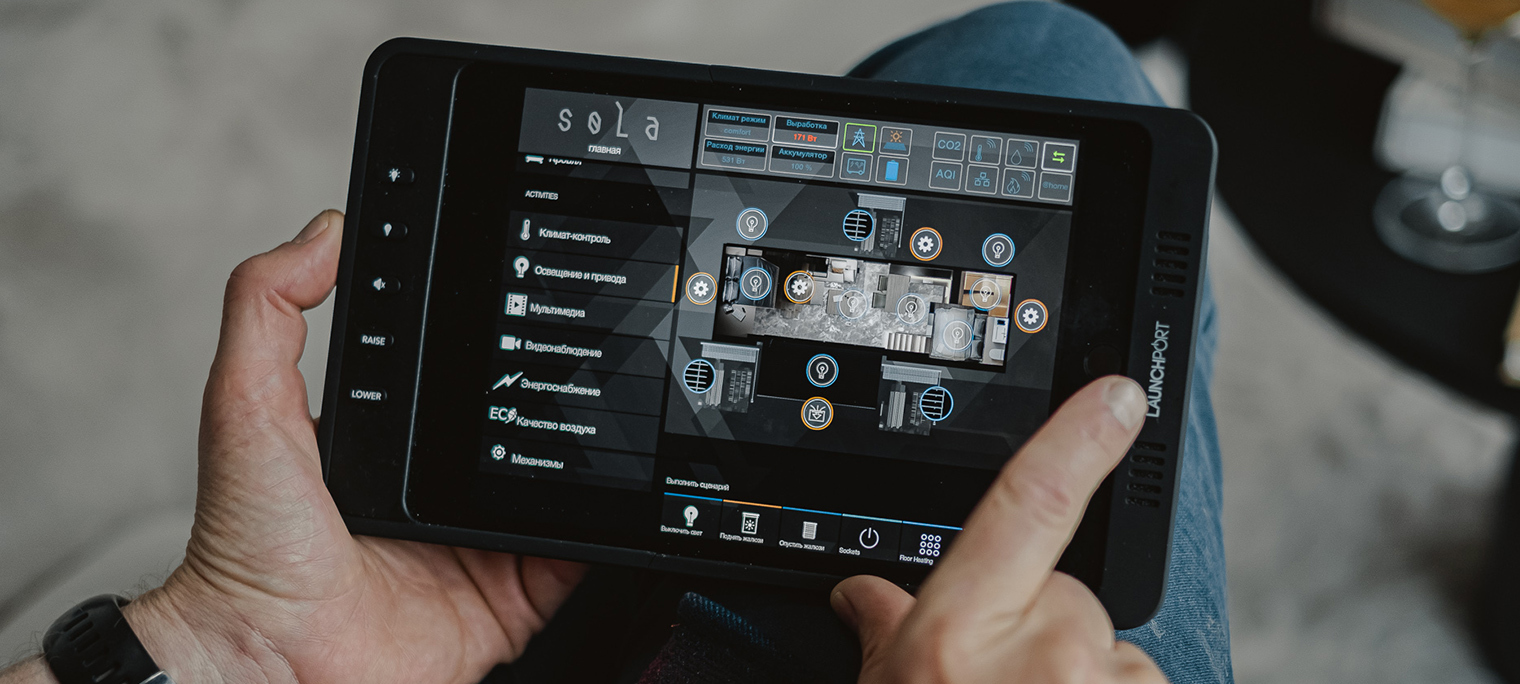 sola
главная
Климат режим
comfort
Выработка
171 Вт
Расход энергии
531 Вт
Аккумулятор
100 %
CO2
AQI
@home
Кровля
ACTIVITIES
Климат-контроль
Освещение и привода
Мультимедиа
Видеонаблюдение
Энергоснабжение
ECO
Качество воздуха
Механизмы
Выполнить сценарий
Выключить свет
Поднять жалюзи
Опустить жалюзи
Sockets
Floor Heating
RAISE
LOWER
LAUNCHPORT